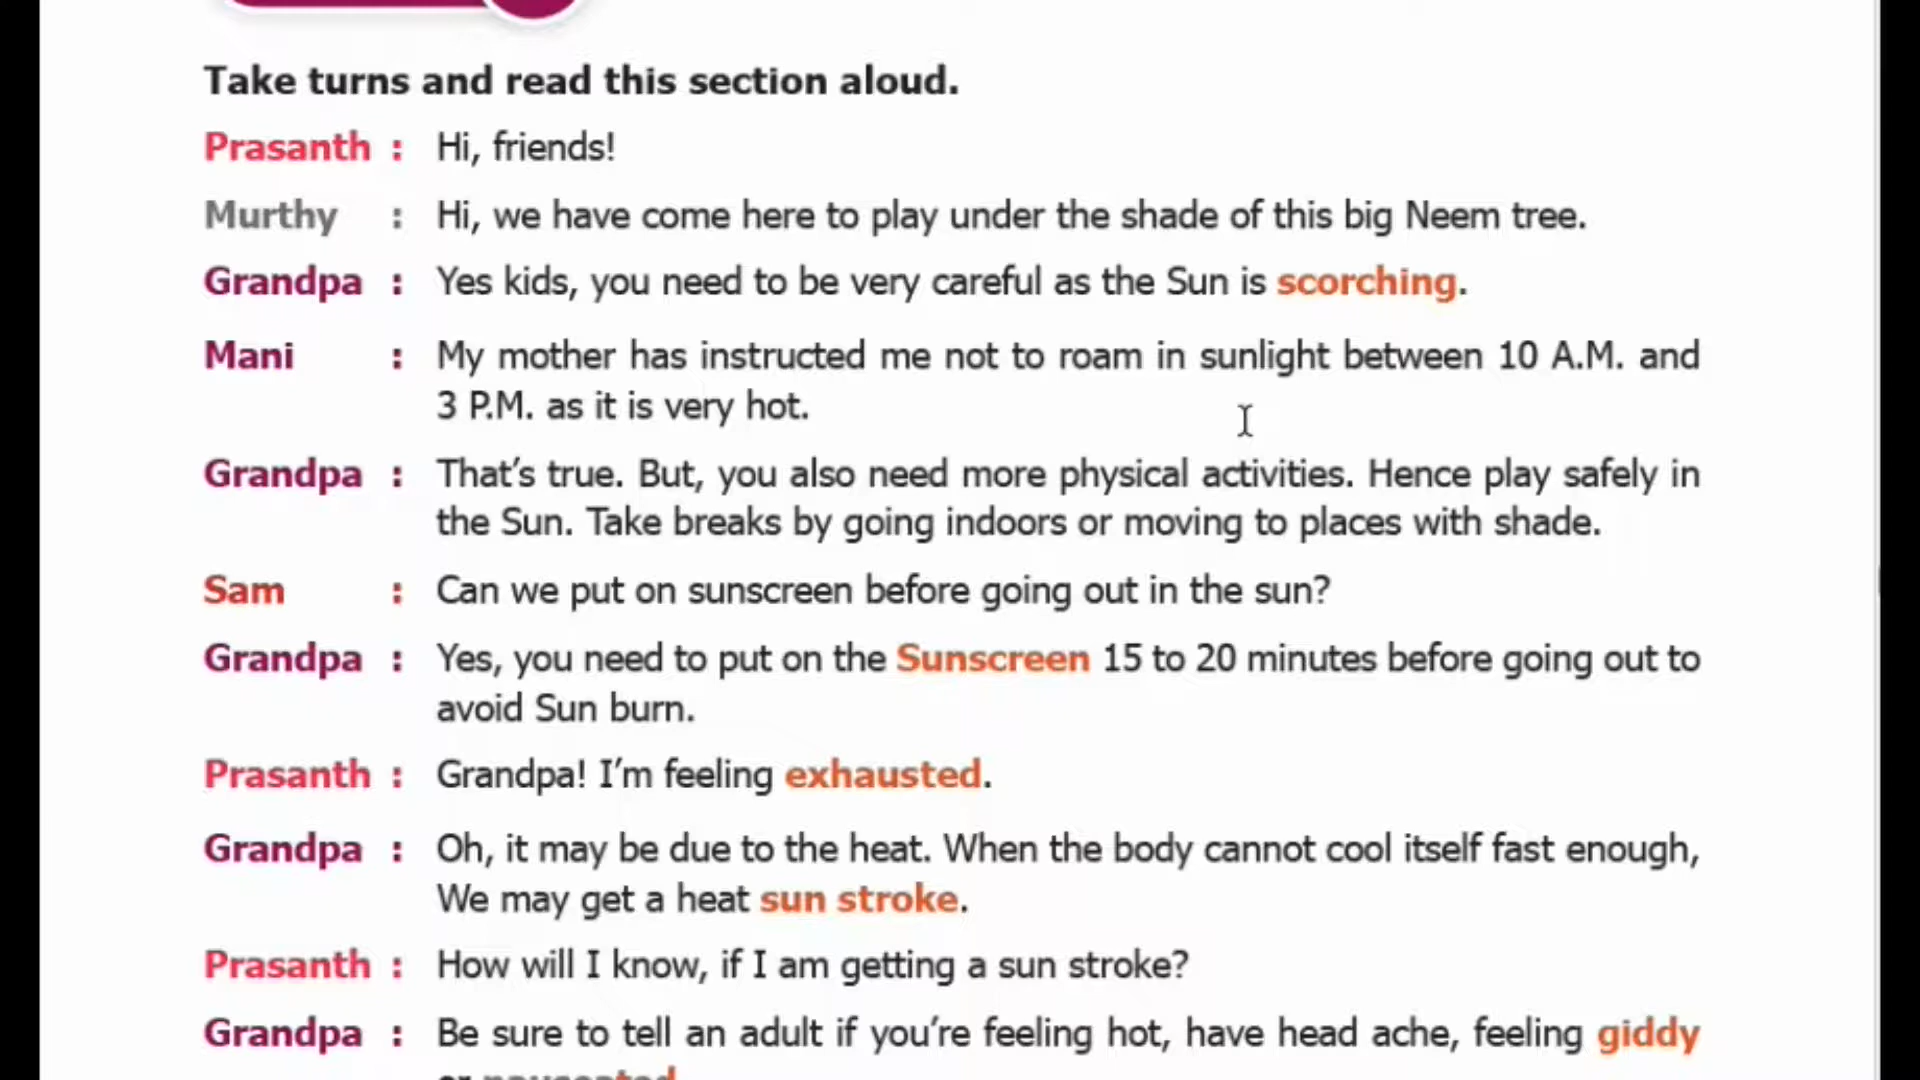 Take turns and read this section aloud.
Prasanth : Hi, friends!
Murthy : Hi, we have come here to play under the shade of this big Neem tree.
Grandpa : Yes kids, you need to be very careful as the Sun is scorching.
Mani : My mother has instructed me not to roam in sunlight between 10 A.M. and
3 P.M. as it is very hot.
Grandpa : That's true. But, you also need more physical activities. Hence play safely in
the Sun. Take breaks by going indoors or moving to places with shade.
Sam : Can we put on sunscreen before going out in the sun?
Grandpa : Yes, you need to put on the Sunscreen 15 to 20 minutes before going out to
avoid Sun burn.
Prasanth : Grandpa! I'm feeling exhausted.
Grandpa : Oh, it may be due to the heat. When the body cannot cool itself fast enough,
We may get a heat sun stroke.
Prasanth : How will I know, if I am getting a sun stroke?
Grandpa : Be sure to tell an adult if you're feeling hot, have head ache, feeling giddy